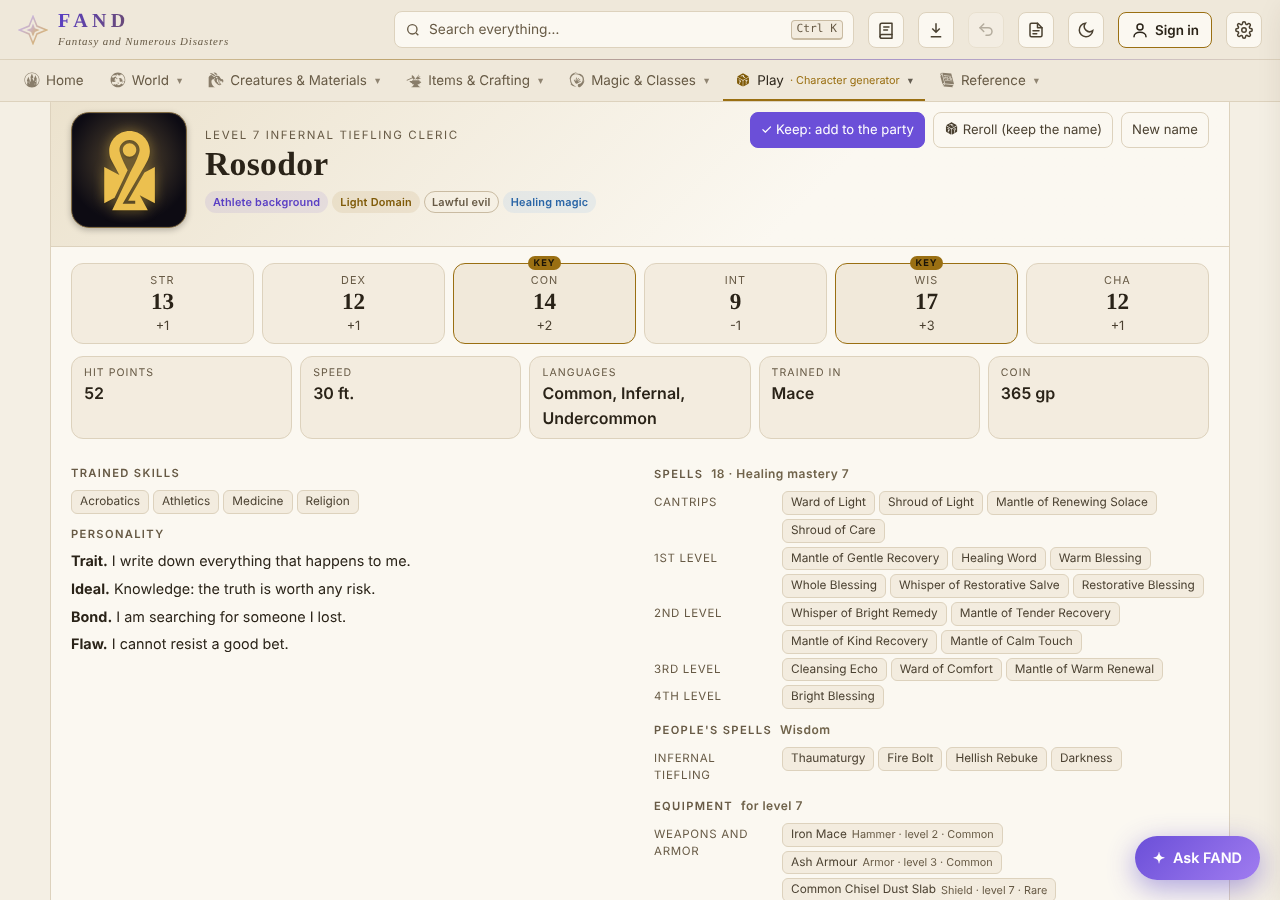 FAND
Fantasy and Numerous Disasters
Search everything...
Ctrl K
Sign in
Home
World
Creatures & Materials
Items & Crafting
Magic & Classes
Play · Character generator
Reference
LEVEL 7 INFERNAL TIEFLING CLERIC
Rosodor
Athlete background
Light Domain
Lawful evil
Healing magic
✓ Keep: add to the party
Reroll (keep the name)
New name
STR
13
+1
DEX
12
+1
KEY
CON
14
+2
INT
9
-1
KEY
WIS
17
+3
CHA
12
+1
HIT POINTS
52
SPEED
30 ft.
LANGUAGES
Common, Infernal,
Undercommon
TRAINED IN
Mace
COIN
365 gp
TRAINED SKILLS
Acrobatics
Athletics
Medicine
Religion
PERSONALITY
Trait. I write down everything that happens to me.
Ideal. Knowledge: the truth is worth any risk.
Bond. I am searching for someone I lost.
Flaw. I cannot resist a good bet.
SPELLS 18 · Healing mastery 7
CANTRIPS
Ward of Light
Shroud of Light
Mantle of Renewing Solace
Shroud of Care
1ST LEVEL
Mantle of Gentle Recovery
Healing Word
Warm Blessing
Whole Blessing
Whisper of Restorative Salve
Restorative Blessing
2ND LEVEL
Whisper of Bright Remedy
Mantle of Tender Recovery
Mantle of Kind Recovery
Mantle of Calm Touch
3RD LEVEL
Cleansing Echo
Ward of Comfort
Mantle of Warm Renewal
4TH LEVEL
Bright Blessing
PEOPLE'S SPELLS Wisdom
INFERNAL
TIEFLING
Thaumaturgy
Fire Bolt
Hellish Rebuke
Darkness
EQUIPMENT for level 7
WEAPONS AND
ARMOR
Iron Mace Hammer · level 2 · Common
Ash Armour Armor · level 3 · Common
Common Chisel Dust Slab Shield · level 7 · Rare
Ask FAND